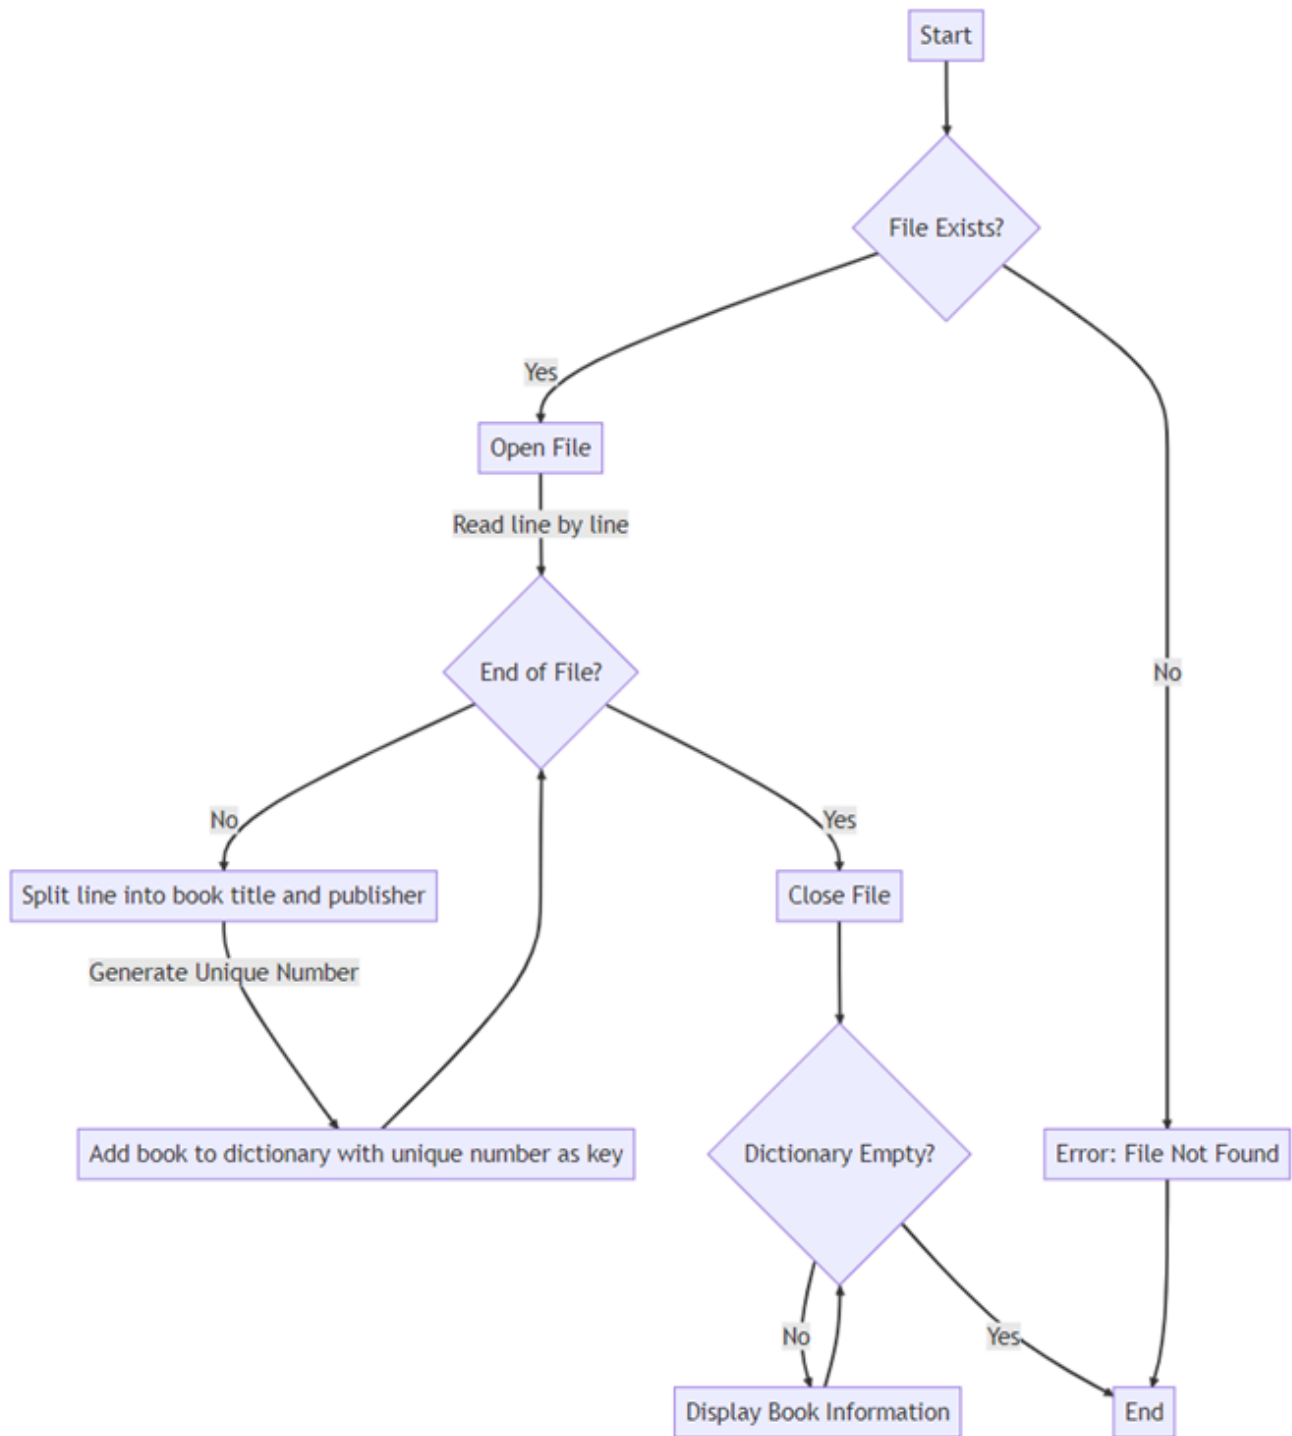 Start
File Exists?
Yes
Open File
Read line by line
End of File?
No
No
Yes
Split line into book title and publisher
Close File
Generate Unique Number
Add book to dictionary with unique number as key
Dictionary Empty?
Error: File Not Found
No
Yes
Display Book Information
End